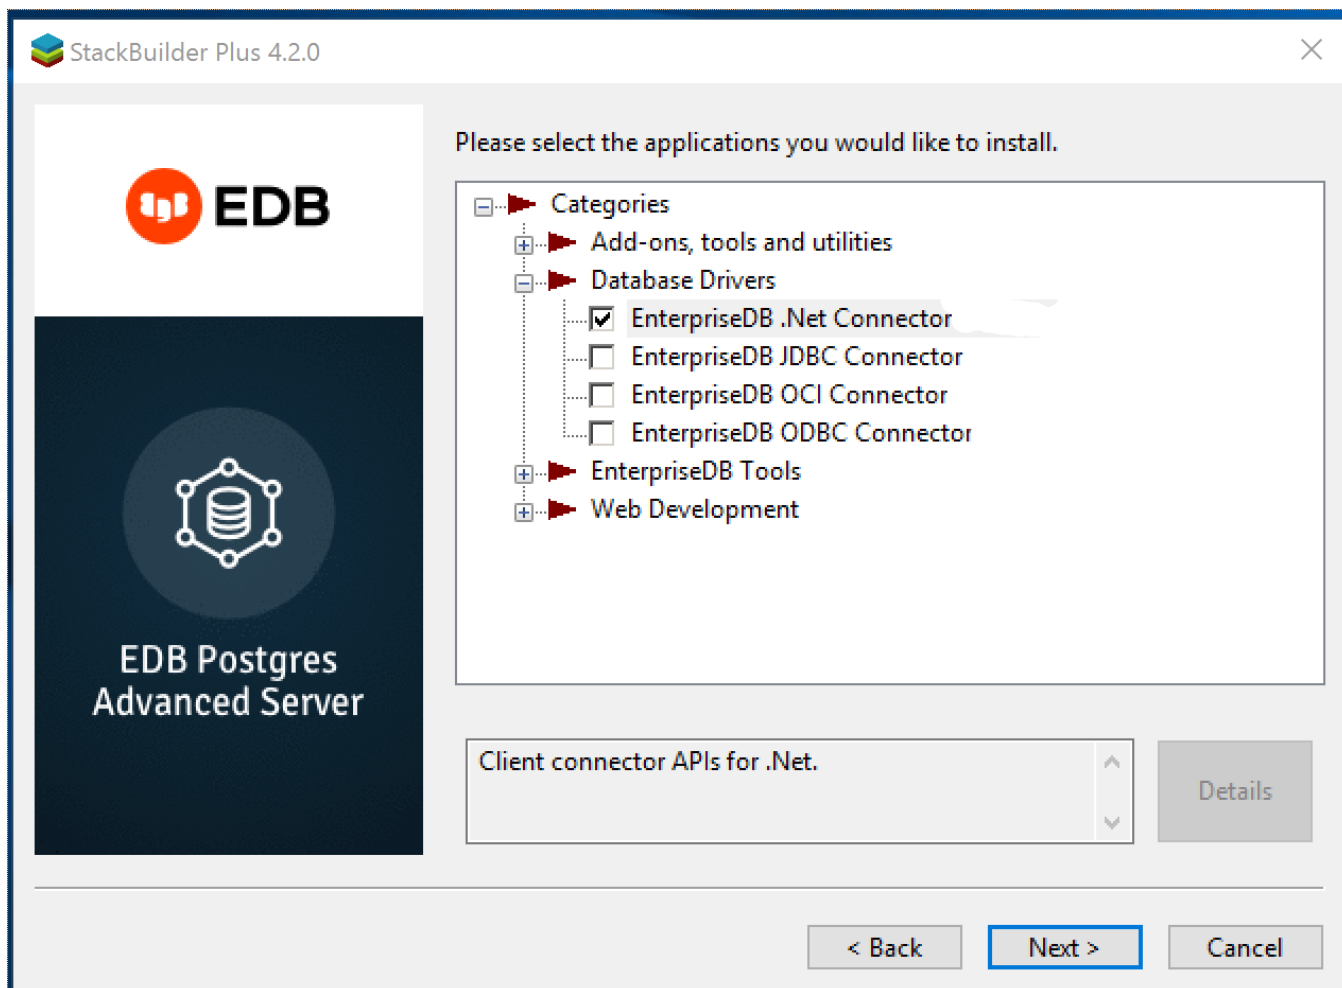 StackBuilder Plus 4.2.0
EDB
EDB Postgres
Advanced Server
Please select the applications you would like to install.
Categories
Add-ons, tools and utilities
Database Drivers
EnterpriseDB .Net Connector
EnterpriseDB JDBC Connector
EnterpriseDB OCI Connector
EnterpriseDB ODBC Connector
EnterpriseDB Tools
Web Development
Client connector APIs for .Net.
Details
< Back
Next >
Cancel